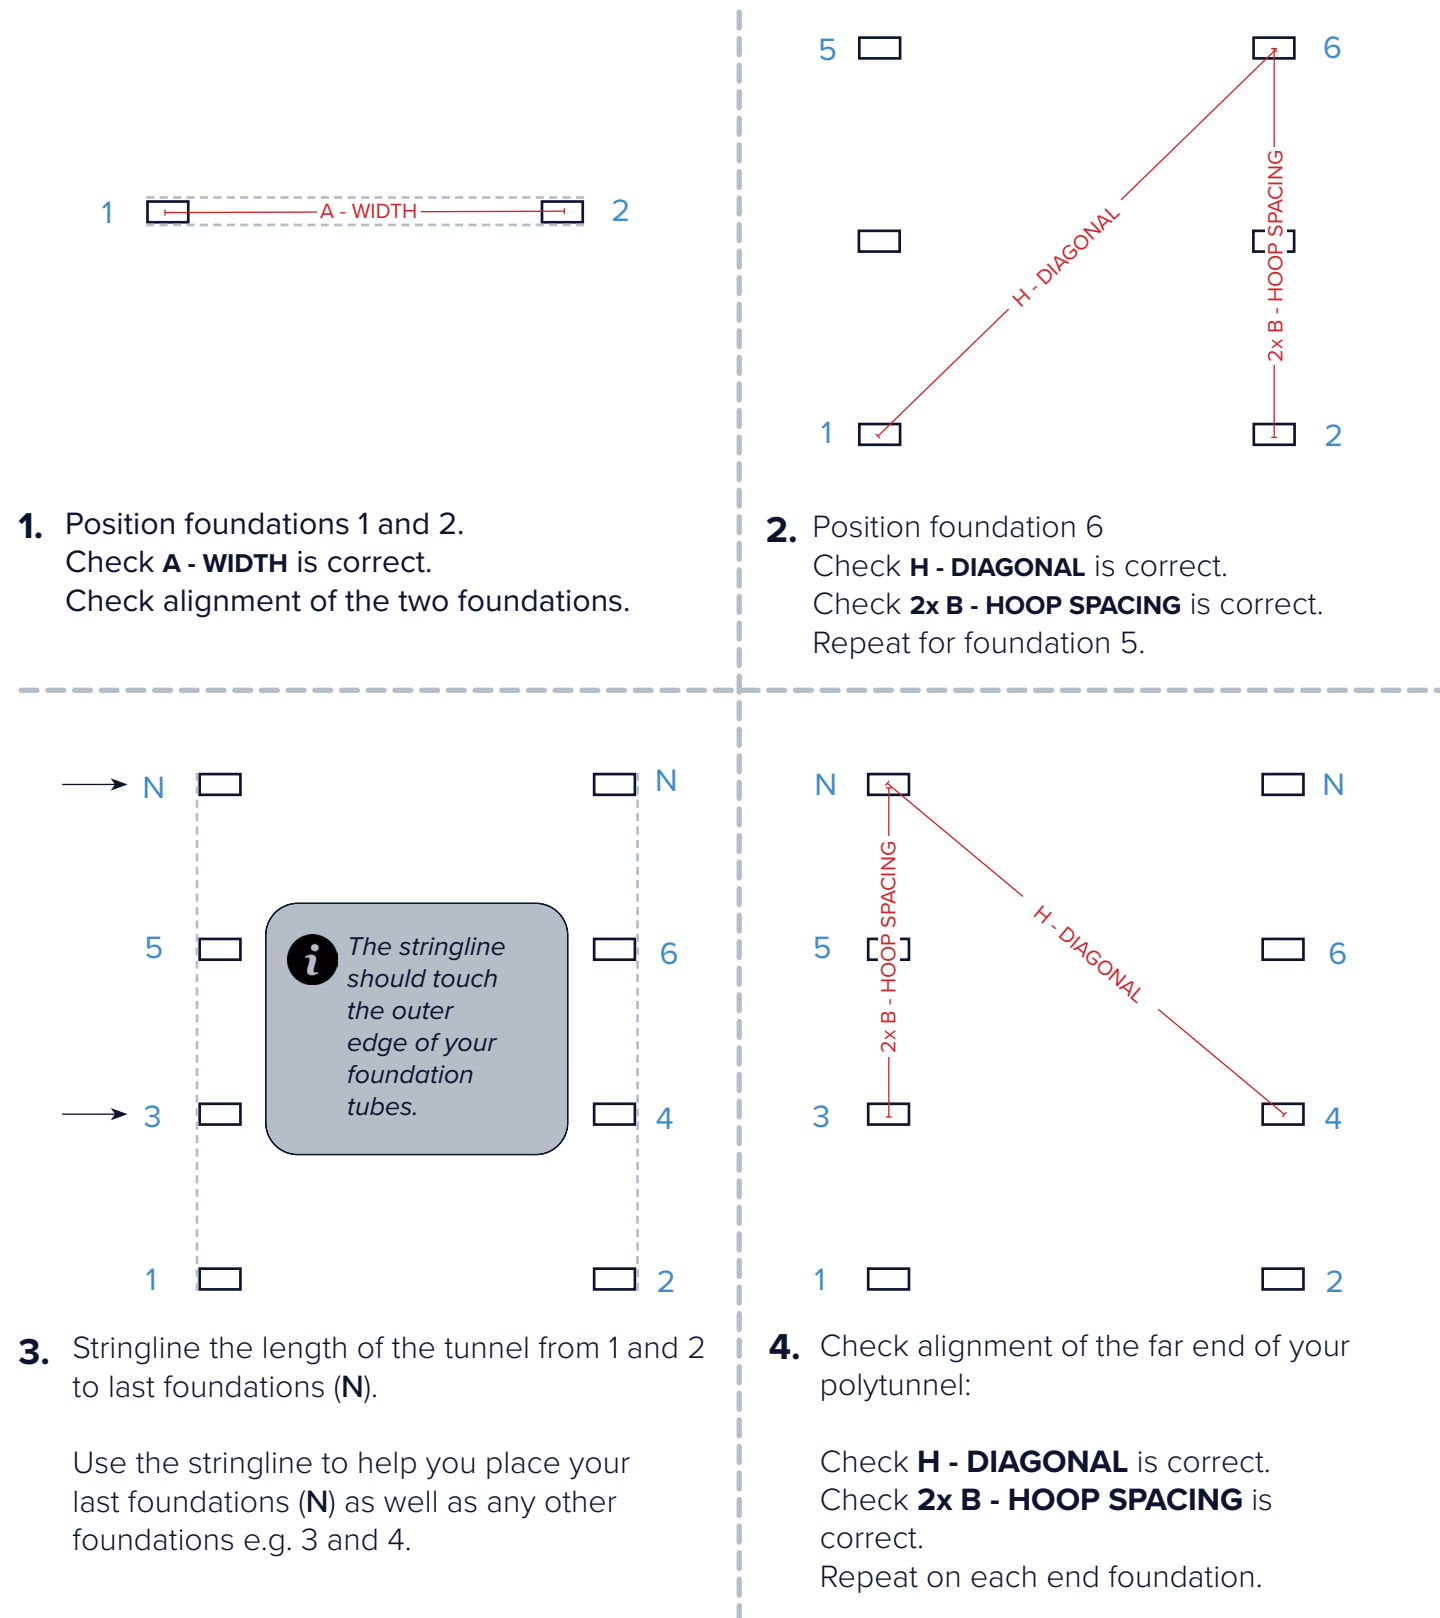 1
A - WIDTH
2
1. Position foundations 1 and 2.
Check A - WIDTH is correct.
Check alignment of the two foundations.
5
6
H - DIAGONAL
2x B - HOOP SPACING
1
2
2. Position foundation 6
Check H - DIAGONAL is correct.
Check 2x B - HOOP SPACING is correct.
Repeat for foundation 5.
N
N
5
6
i
The stringline
should touch
the outer
edge of your
foundation
tubes.
3
4
1
2
3. Stringline the length of the tunnel from 1 and 2
to last foundations (N).
Use the stringline to help you place your
last foundations (N) as well as any other
foundations e.g. 3 and 4.
N
N
2x B - HOOP SPACING
H - DIAGONAL
5
6
3
4
1
2
4. Check alignment of the far end of your
polytunnel:
Check H - DIAGONAL is correct.
Check 2x B - HOOP SPACING is
correct.
Repeat on each end foundation.